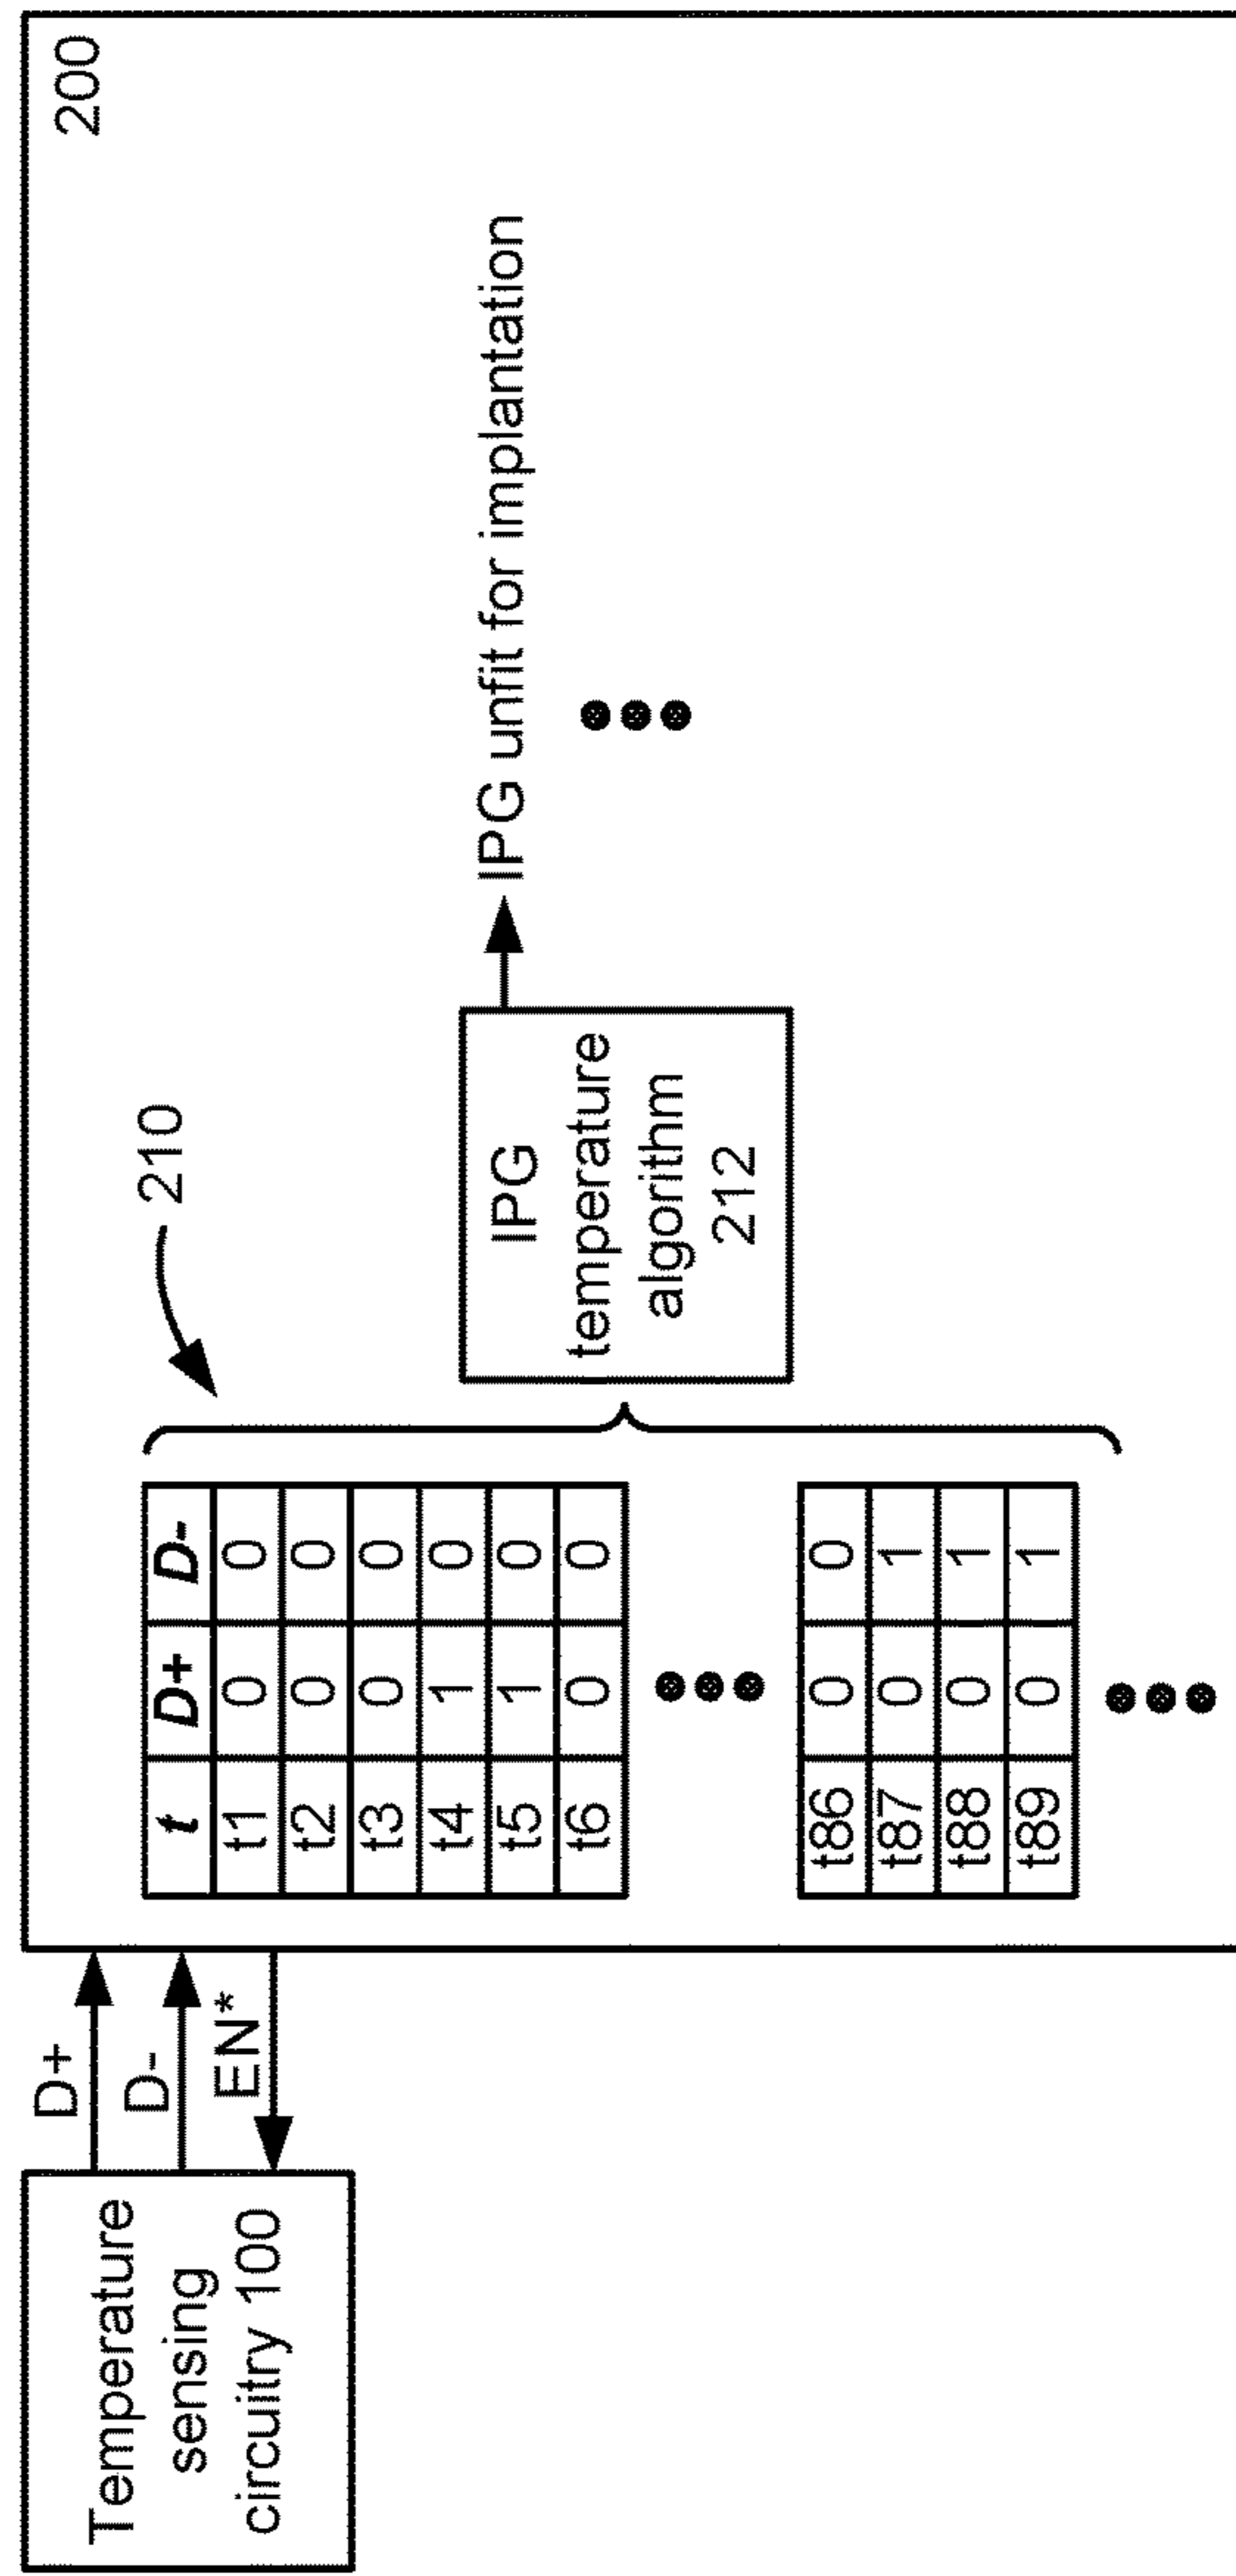 Temperature
sensing
circuitry 100
D+
D-
EN*
200
210
t D+ D-
t1 0 0
t2 0 0
t3 0 0
t4 1 0
t5 1 0
t6 0 0
t86 0 0
t87 0 1
t88 0 1
t89 0 1
IPG
temperature
algorithm
212
IPG unfit for implantation